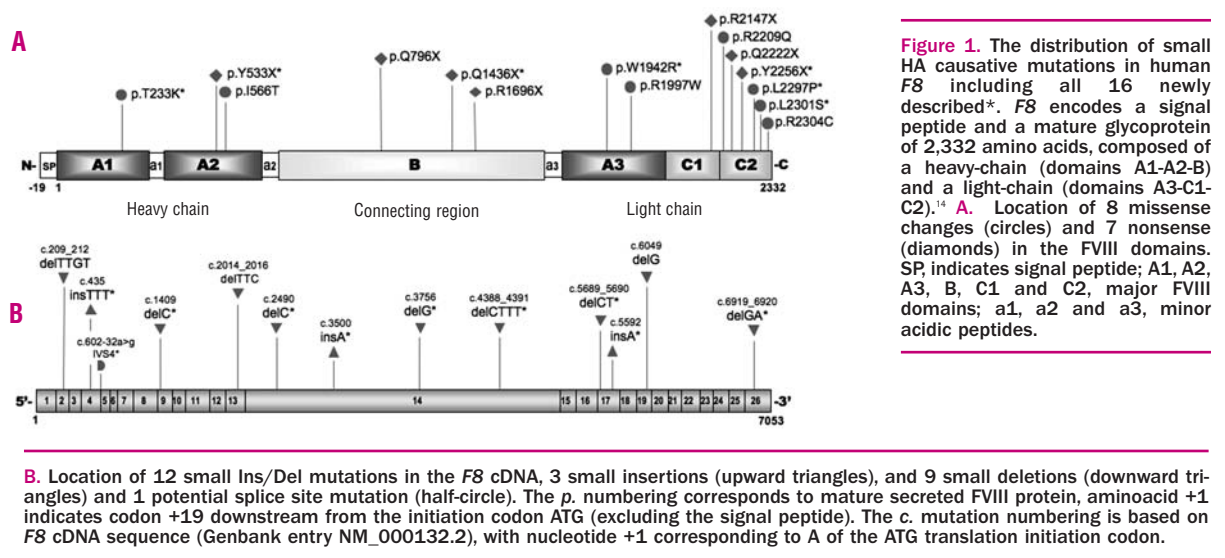 A
p.T233K*
p.Y533X*
p.I566T
p.Q796X
p.Q1436X*
p.R1696X
p.W1942R*
p.R1997W
p.R2147X
p.R2209Q
p.Q2222X
p.Y2256X*
p.L2297P*
p.L2301S*
p.R2304C
N- SP A1 a1 A2 a2 B a3 A3 C1 C2 -C
-19 1 2332
Heavy chain Connecting region Light chain
B
c.209_212
delTTGT
c.435
insTTT*
c.602-32a>g
IVS4*
c.1409
delC*
c.2014_2016
delTTC
c.2490
delC*
c.3500
insA*
c.3756
delG*
c.4388_4391
delCTTT*
c.5689_5690
delCT*
c.5592
insA*
c.6049
delG
c.6919_6920
delGA*
5'- 1 2 3 4 5 6 7 8 9 10 11 12 13 14 15 16 17 18 19 20 21 22 23 24 25 26 -3'
1 7053
Figure 1. The distribution of small
HA causative mutations in human
F8 including all 16 newly
described*. F8 encodes a signal
peptide and a mature glycoprotein
of 2,332 amino acids, composed of
a heavy-chain (domains A1-A2-B)
and a light-chain (domains A3-C1-
C2).14 A. Location of 8 missense
changes (circles) and 7 nonsense
(diamonds) in the FVIII domains.
SP, indicates signal peptide; A1, A2,
A3, B, C1 and C2, major FVIII
domains; a1, a2 and a3, minor
acidic peptides.
B. Location of 12 small Ins/Del mutations in the F8 cDNA, 3 small insertions (upward triangles), and 9 small deletions (downward tri-
angles) and 1 potential splice site mutation (half-circle). The p. numbering corresponds to mature secreted FVIII protein, aminoacid +1
indicates codon +19 downstream from the initiation codon ATG (excluding the signal peptide). The c. mutation numbering is based on
F8 cDNA sequence (Genbank entry NM_000132.2), with nucleotide +1 corresponding to A of the ATG translation initiation codon.